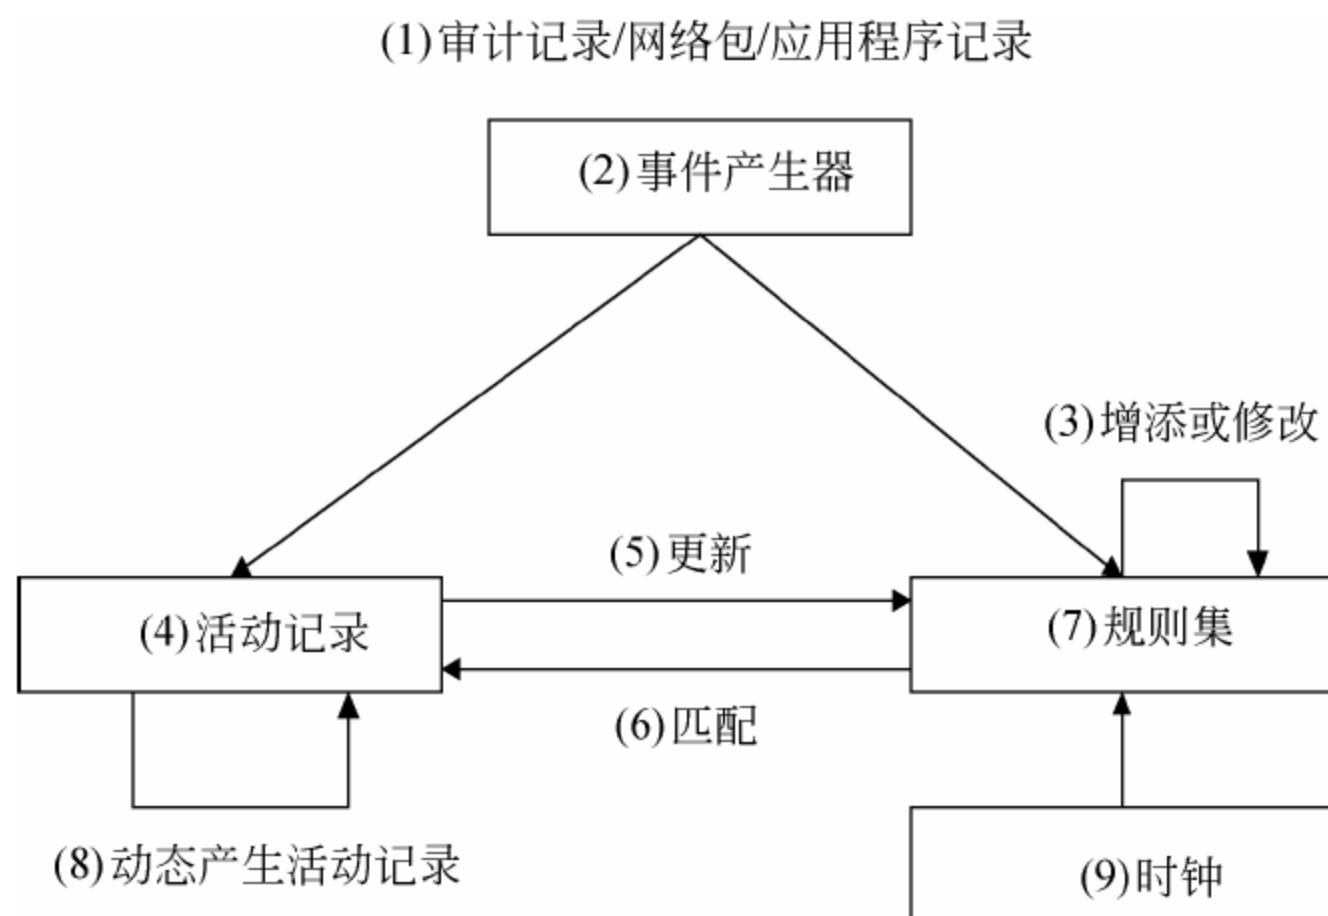 (1)审计记录/网络包/应用程序记录
(2)事件产生器
(3)增添或修改
(5)更新
(4)活动记录
(7)规则集
(6)匹配
(8)动态产生活动记录
(9)时钟